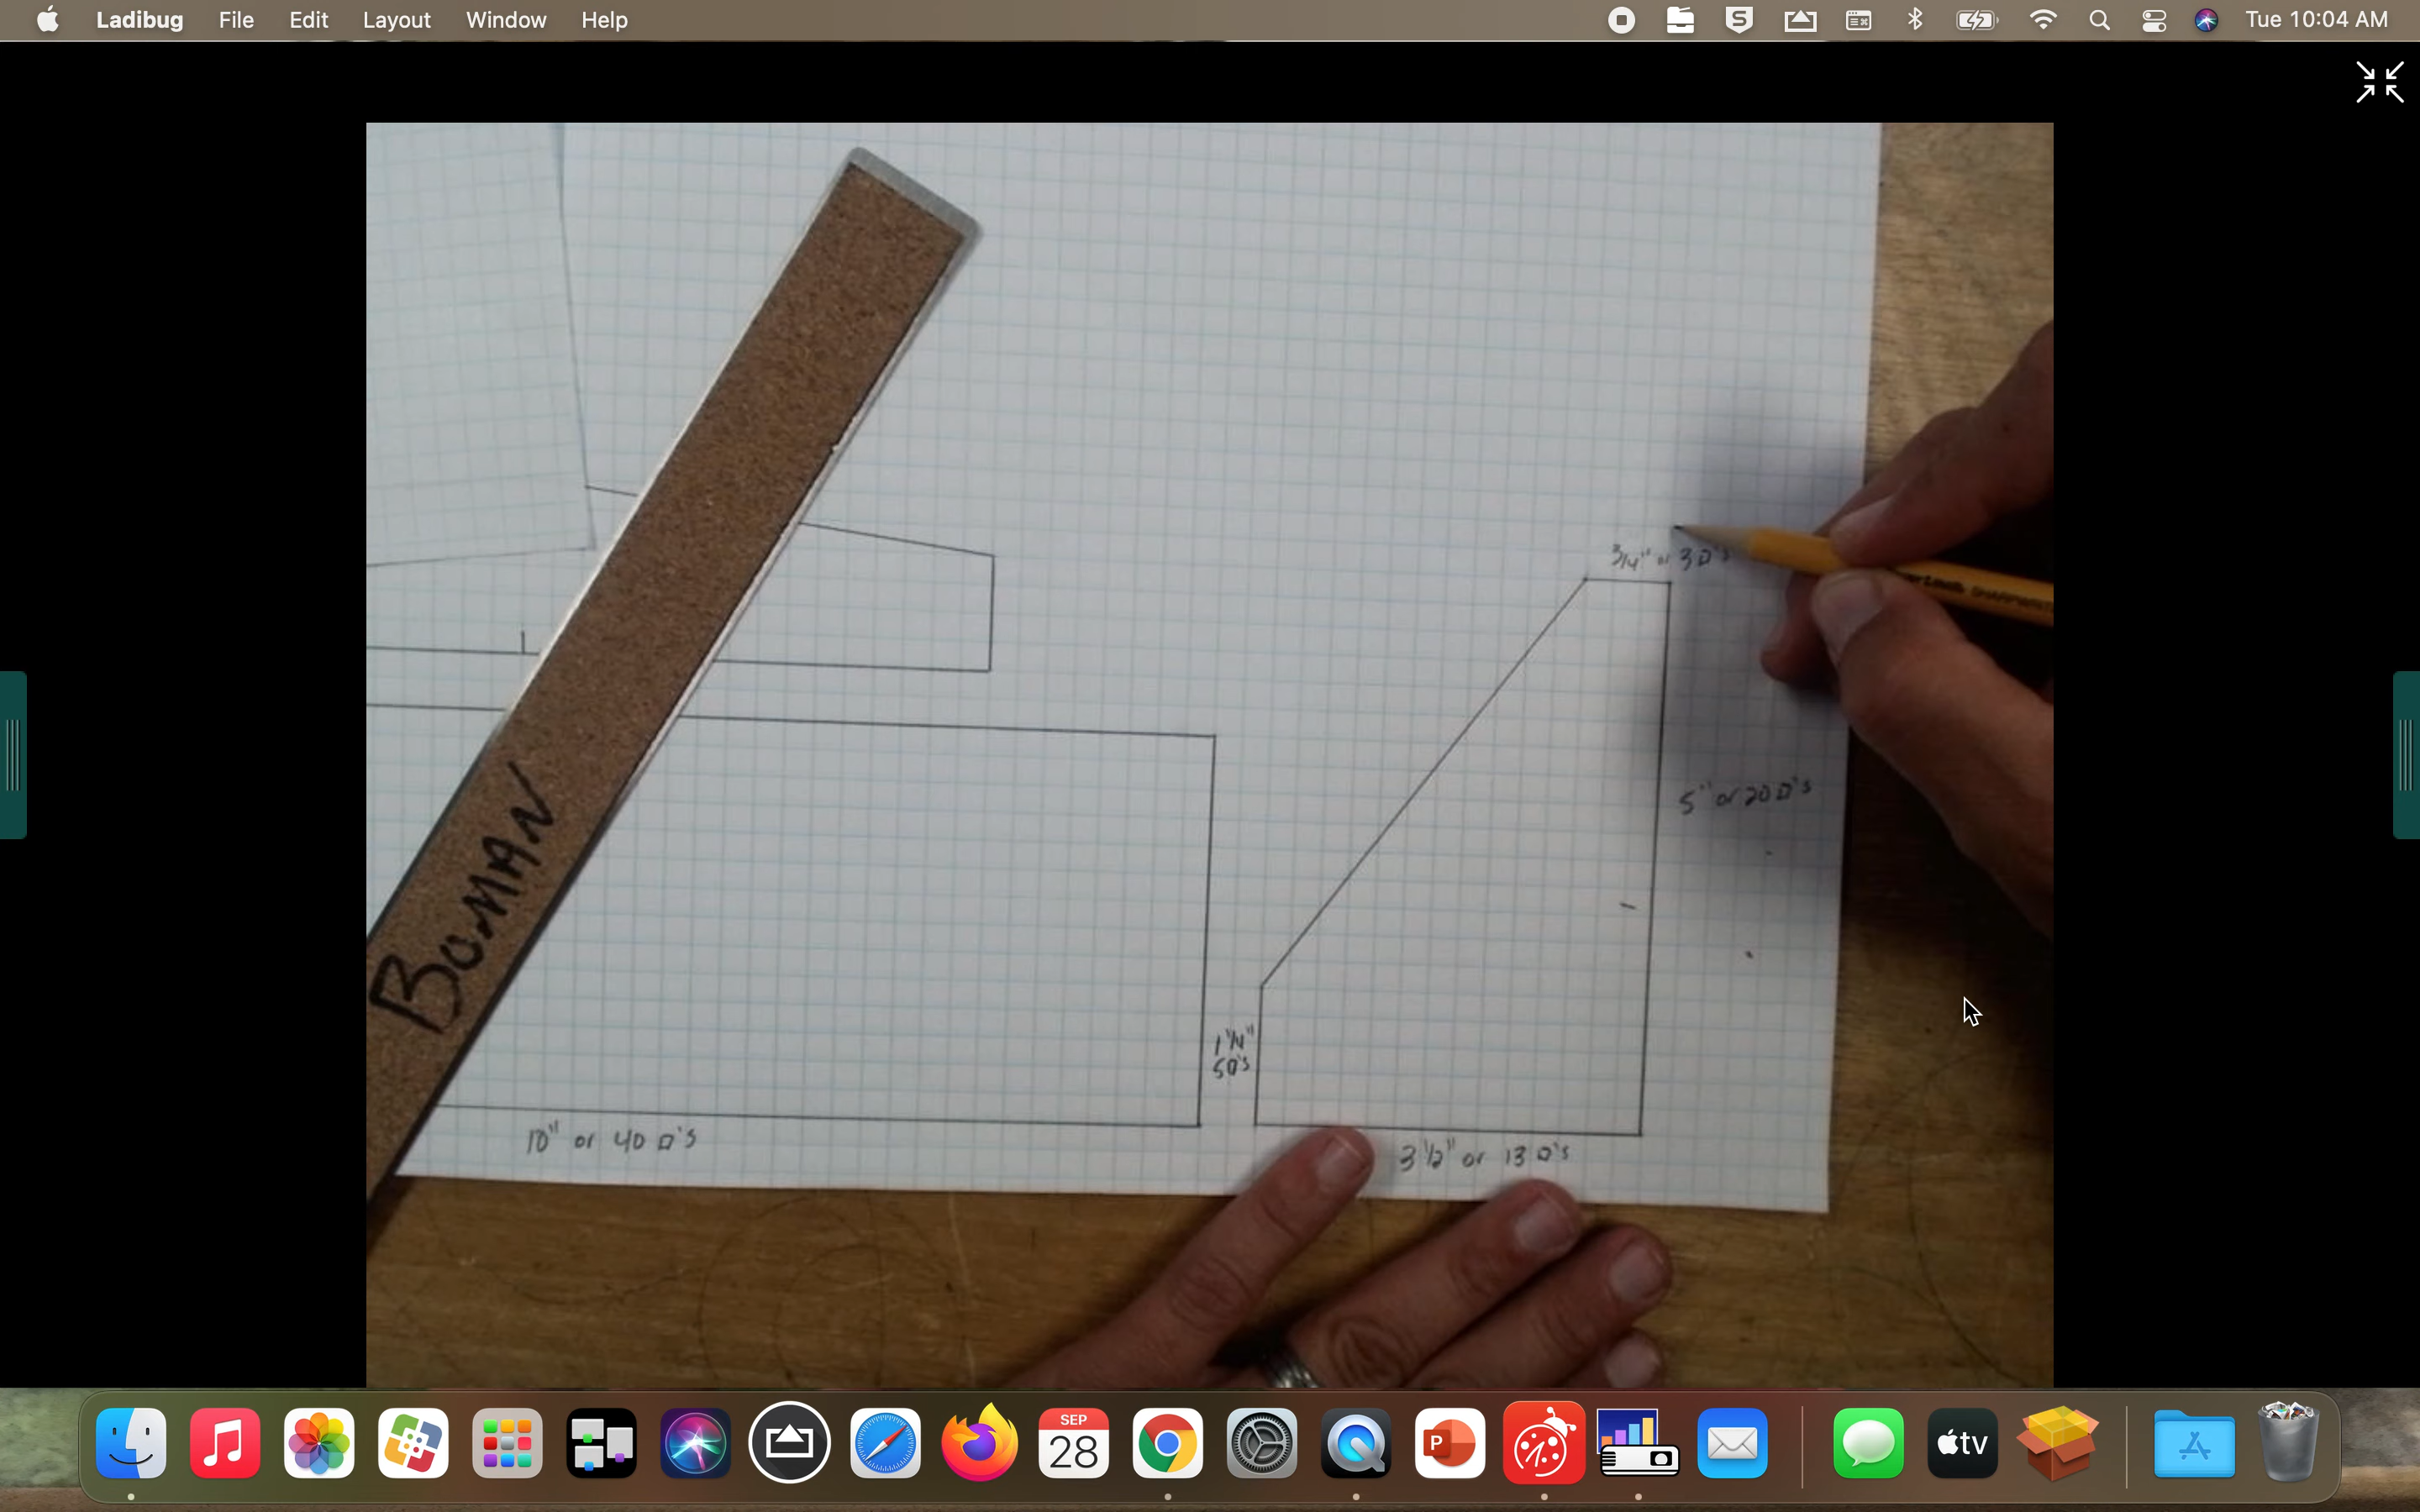 Ladibug File Edit Layout Window Help Tue 10:04 AM
3/4" or 3 □'s
5" or 20 □'s
BOMAN
1 1/4"
5□'s
10" or 40 □'s
3 1/2" or 13 □'s
SEP
28
P
tv